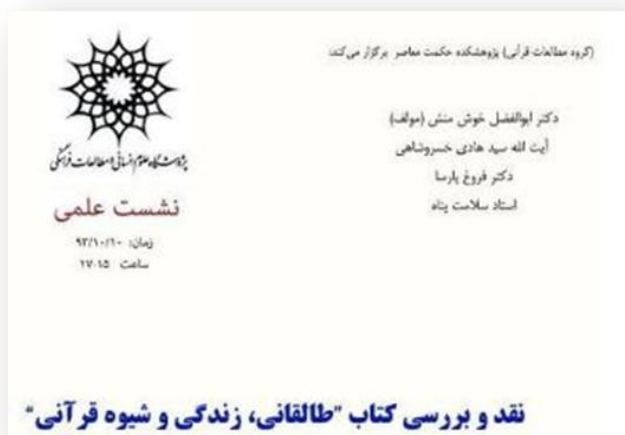 (گروه مطالعات قرآنی) پژوهشکده حکمت معاصر برگزار می‌کند:
دکتر ابوالفضل خوش منش (مولف)
آیت الله سید هادی خسروشاهی
دکتر فروغ پارسا
استاد سلامت پناه
پژوهشگاه علوم انسانی و مطالعات فرهنگی
نشست علمی
زمان: ۹۳/۱۰/۱۰
ساعت ۱۷-۱۵
نقد و بررسی کتاب "طالقانی، زندگی و شیوه قرآنی"